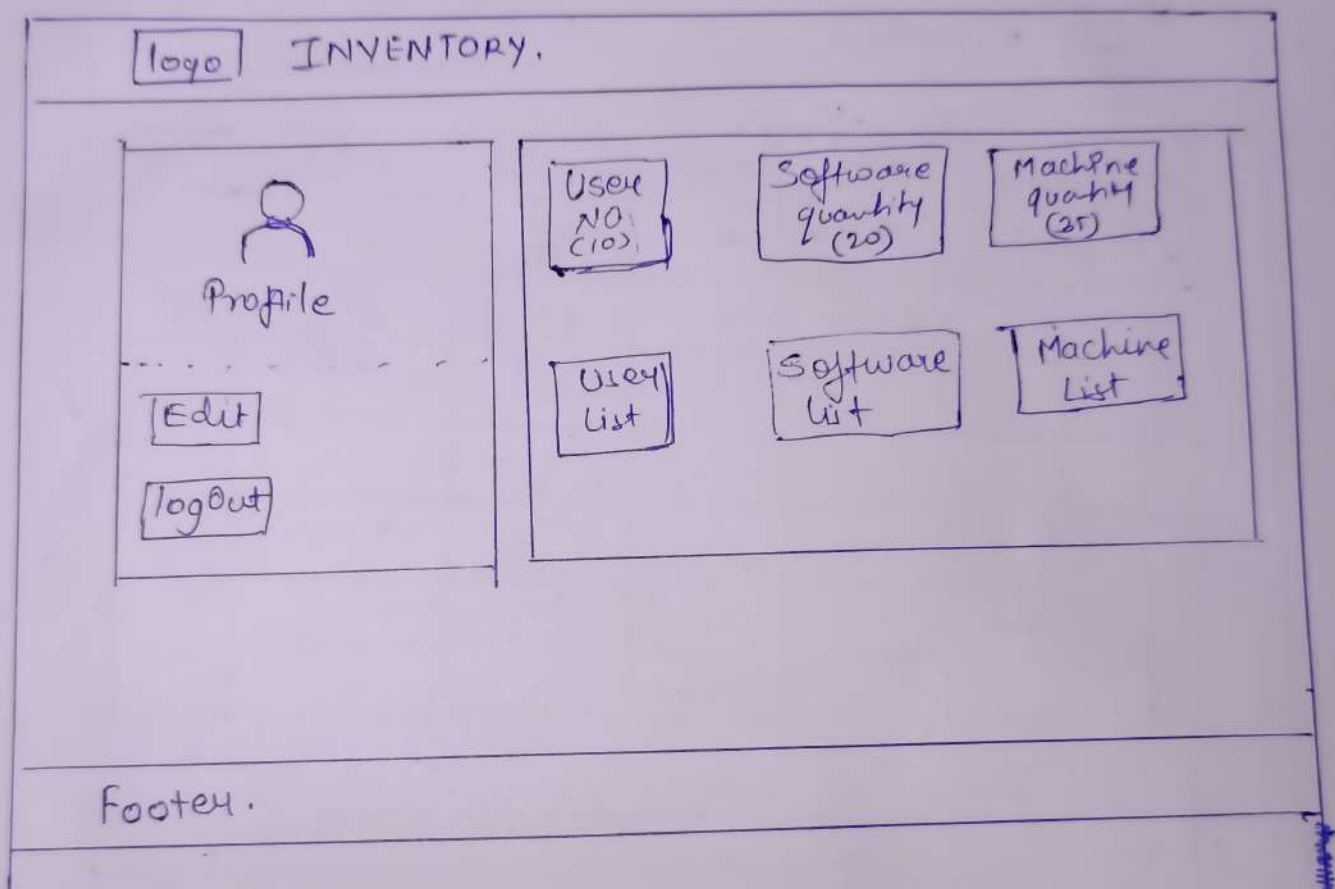 logo INVENTORY.
User
NO.
(10)
Software
quantity
(20)
Machine
quantity
(25)
Profile
User
List
Software
list
Machine
List
Edit
logOut
Footer.